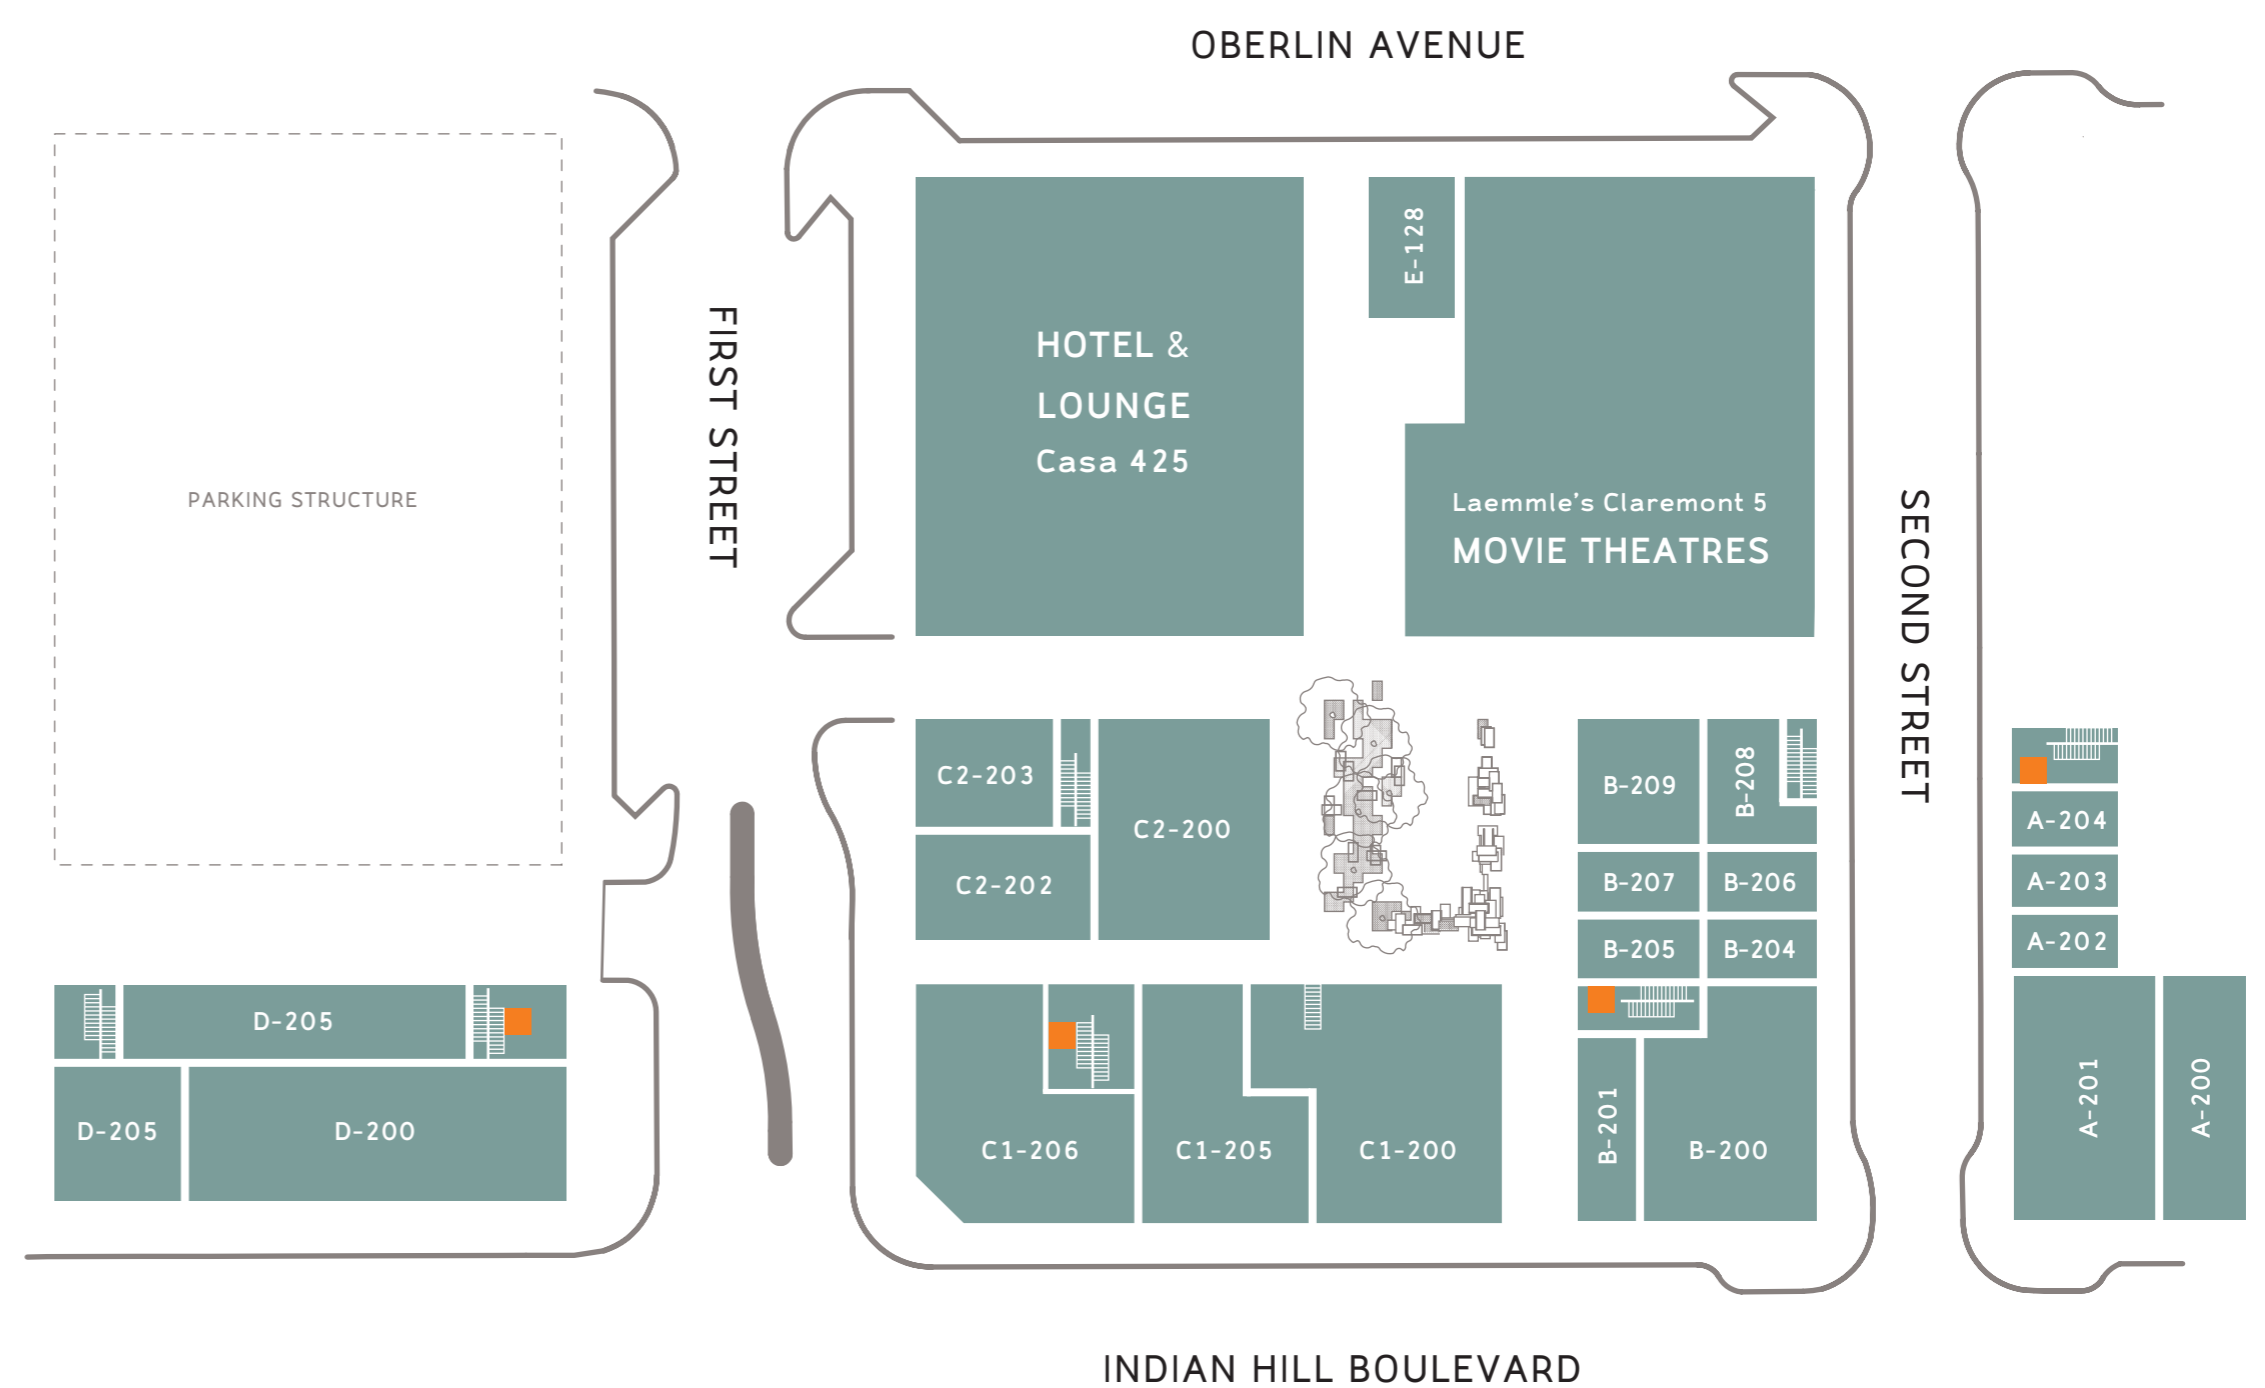 OBERLIN AVENUE
FIRST STREET
SECOND STREET
PARKING STRUCTURE
HOTEL &
LOUNGE
Casa 425
E-128
Laemmle's Claremont 5
MOVIE THEATRES
C2-203
C2-200
C2-202
B-209
B-208
B-207
B-206
B-205
B-204
A-204
A-203
A-202
D-205
D-205
D-200
C1-206
C1-205
C1-200
B-201
B-200
A-201
A-200
INDIAN HILL BOULEVARD